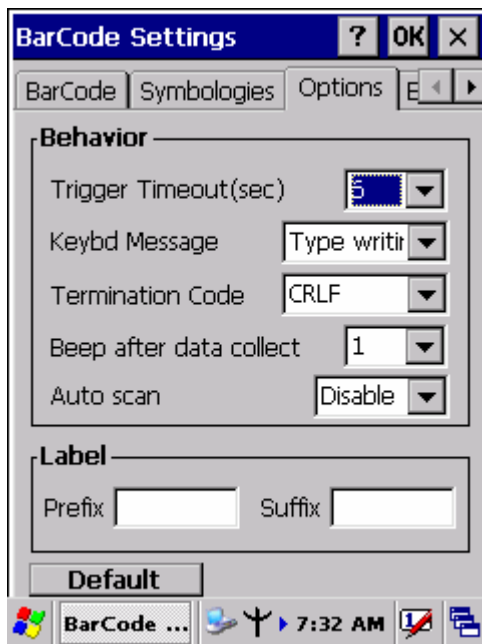 BarCode Settings ? OK ×
BarCode Symbologies Options E
Behavior
Trigger Timeout(sec) 5
Keybd Message Type writin
Termination Code CRLF
Beep after data collect 1
Auto scan Disable
Label
Prefix Suffix
Default
BarCode ... 7:32 AM